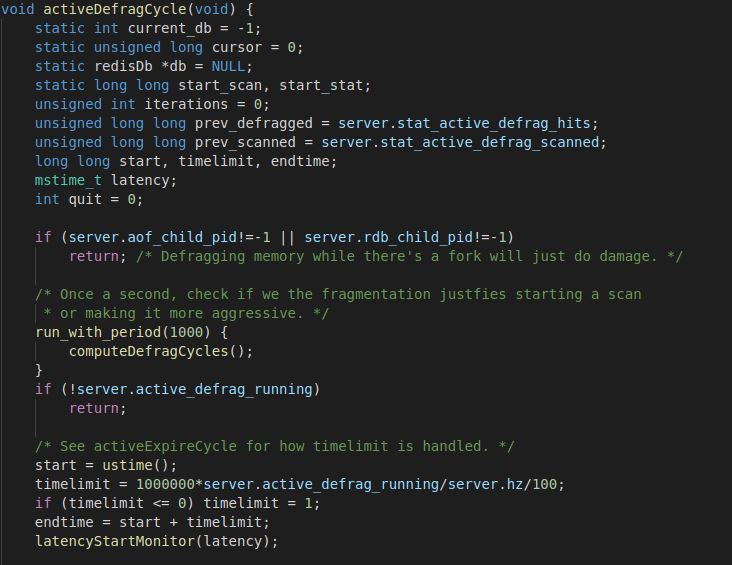 void activeDefragCycle(void) {
    static int current_db = -1;
    static unsigned long cursor = 0;
    static redisDb *db = NULL;
    static long long start_scan, start_stat;
    unsigned int iterations = 0;
    unsigned long long prev_defragged = server.stat_active_defrag_hits;
    unsigned long long prev_scanned = server.stat_active_defrag_scanned;
    long long start, timelimit, endtime;
    mstime_t latency;
    int quit = 0;

    if (server.aof_child_pid!=-1 || server.rdb_child_pid!=-1)
        return; /* Defragging memory while there's a fork will just do damage. */

    /* Once a second, check if we the fragmentation justfies starting a scan
     * or making it more aggressive. */
    run_with_period(1000) {
        computeDefragCycles();
    }
    if (!server.active_defrag_running)
        return;

    /* See activeExpireCycle for how timelimit is handled. */
    start = ustime();
    timelimit = 1000000*server.active_defrag_running/server.hz/100;
    if (timelimit <= 0) timelimit = 1;
    endtime = start + timelimit;
    latencyStartMonitor(latency);